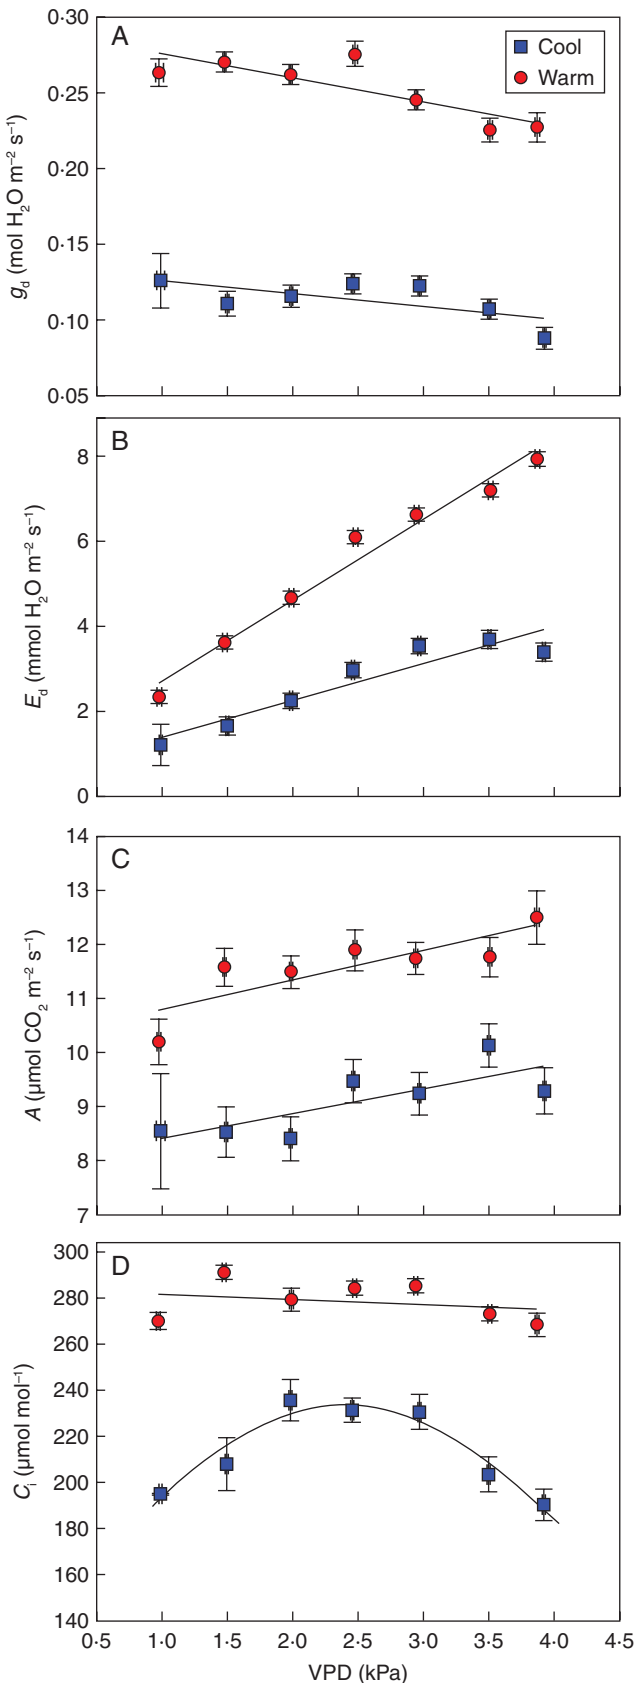 A
Cool
Warm
0·30
0·25
0·20
0·15
0·10
0·05
g_d (mol H₂O m⁻² s⁻¹)
B
8
6
4
2
0
E_d (mmol H₂O m⁻² s⁻¹)
C
14
13
12
11
10
9
8
7
A (µmol CO₂ m⁻² s⁻¹)
D
300
280
260
240
220
200
180
160
140
C_i (µmol mol⁻¹)
0·5 1·0 1·5 2·0 2·5 3·0 3·5 4·0 4·5
VPD (kPa)